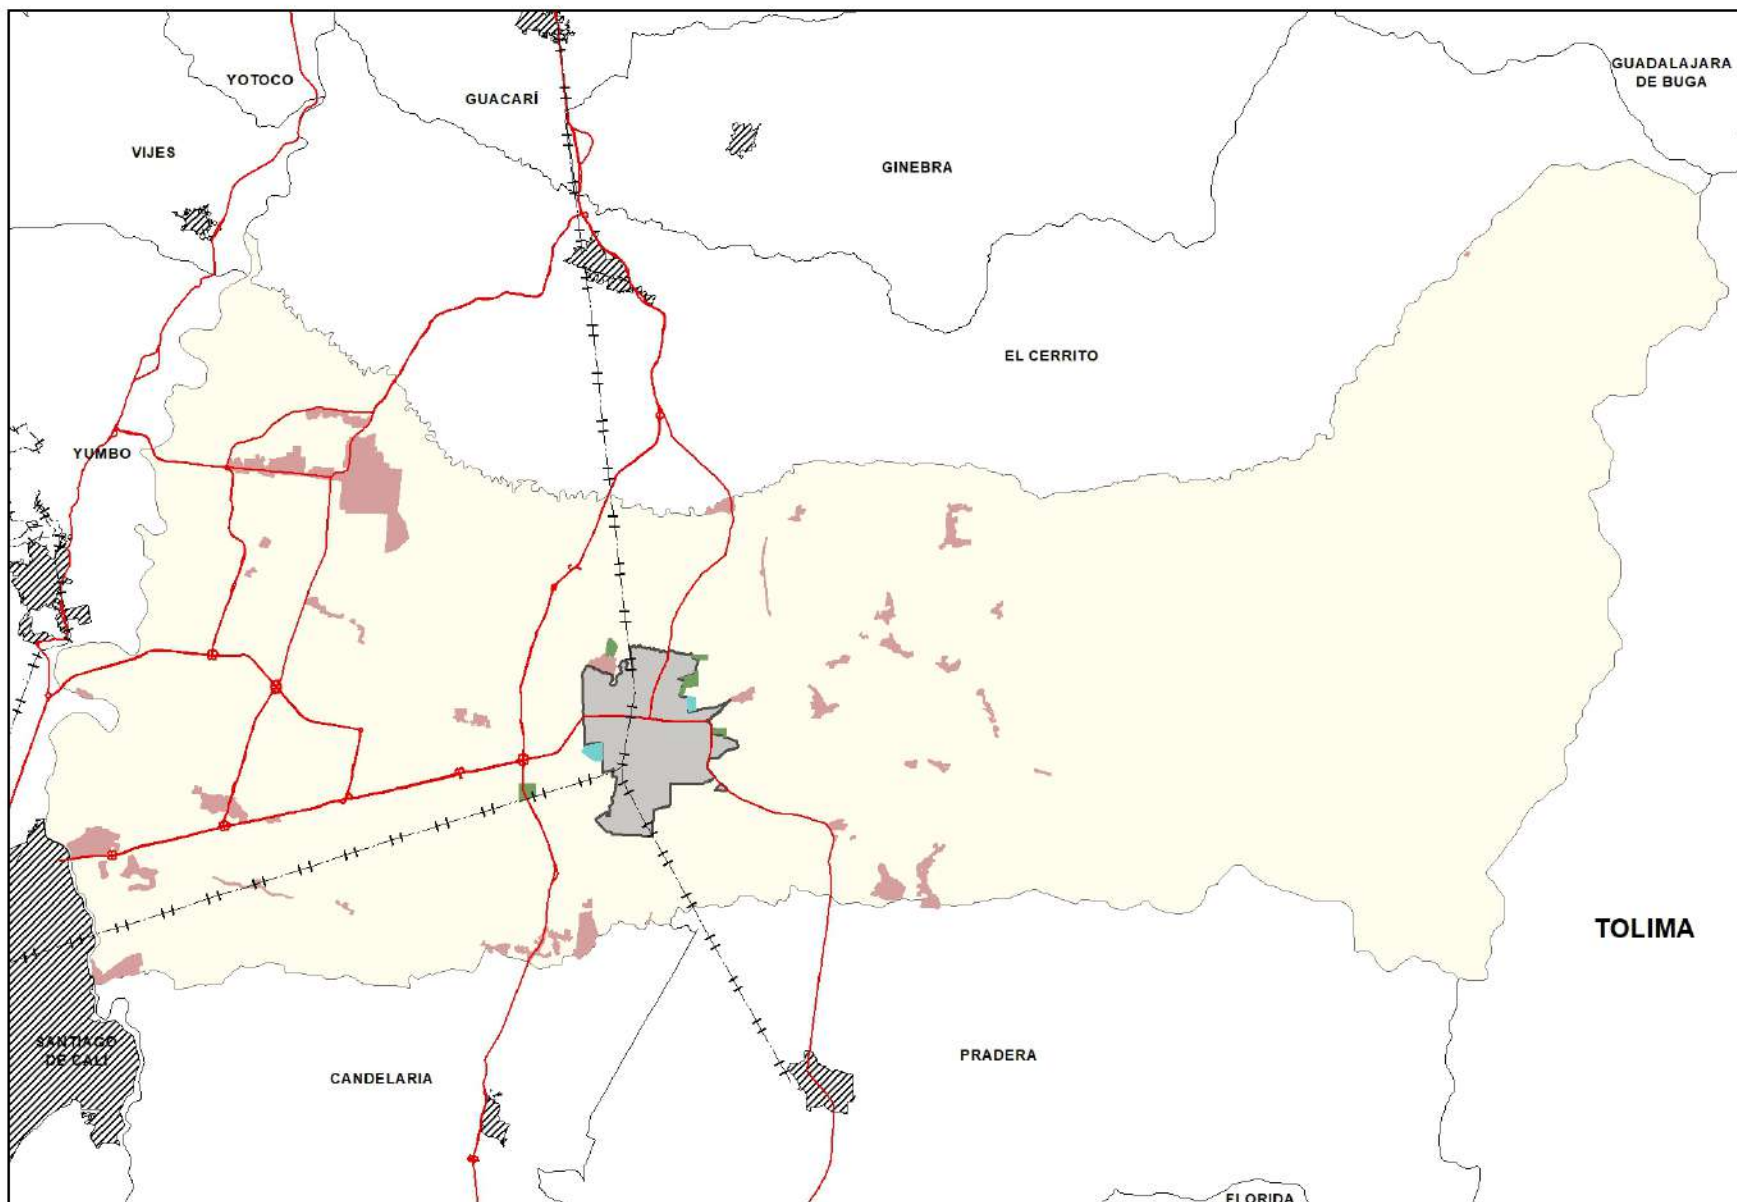 YOTOCO
GUACARÍ
GUADALAJARA
DE BUGA
VIJES
GINEBRA
EL CERRITO
YUMBO
TOLIMA
SANTIAGO
DE CALI
CANDELARIA
PRADERA
FLORIDA